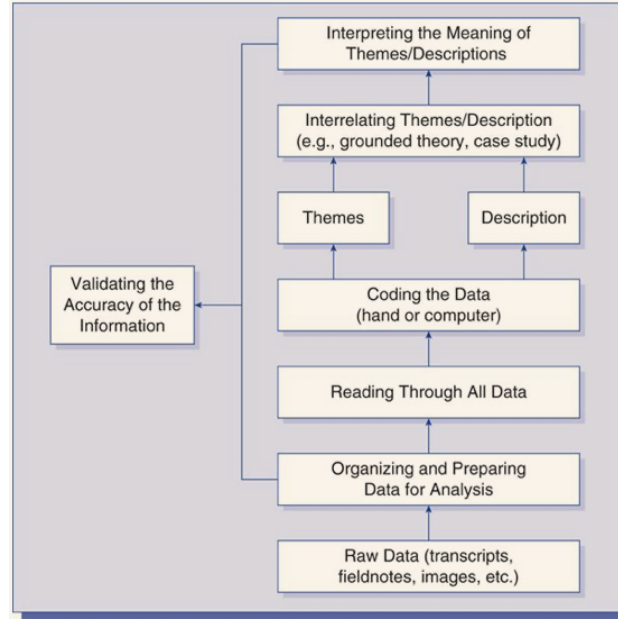 Interpreting the Meaning of
Themes/Descriptions
Interrelating Themes/Description
(e.g., grounded theory, case study)
Themes
Description
Validating the
Accuracy of the
Information
Coding the Data
(hand or computer)
Reading Through All Data
Organizing and Preparing
Data for Analysis
Raw Data (transcripts,
fieldnotes, images, etc.)